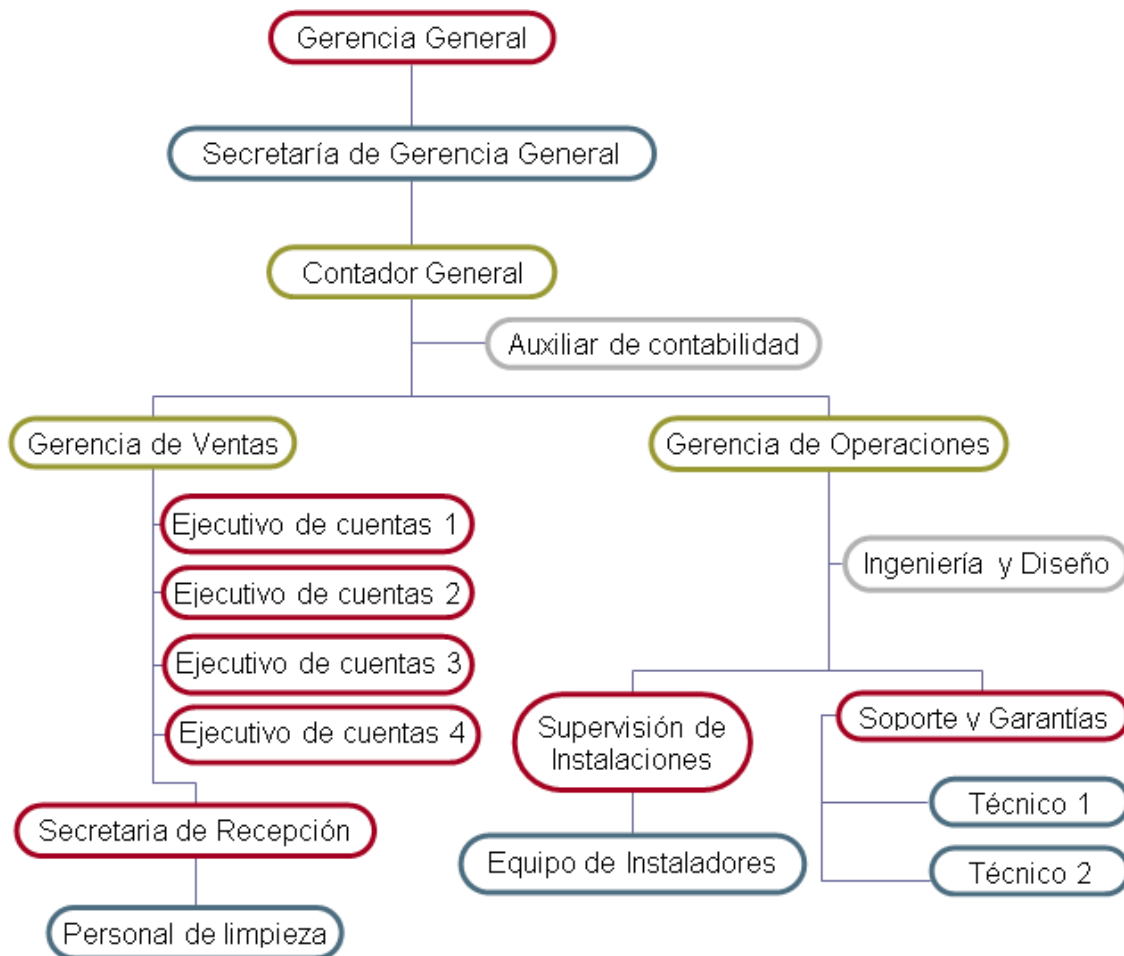 Gerencia General
Secretaría de Gerencia General
Contador General
Auxiliar de contabilidad
Gerencia de Ventas
Gerencia de Operaciones
Ejecutivo de cuentas 1
Ejecutivo de cuentas 2
Ejecutivo de cuentas 3
Ejecutivo de cuentas 4
Secretaria de Recepción
Personal de limpieza
Ingeniería y Diseño
Supervisión de
Instalaciones
Equipo de Instaladores
Soporte y Garantías
Técnico 1
Técnico 2